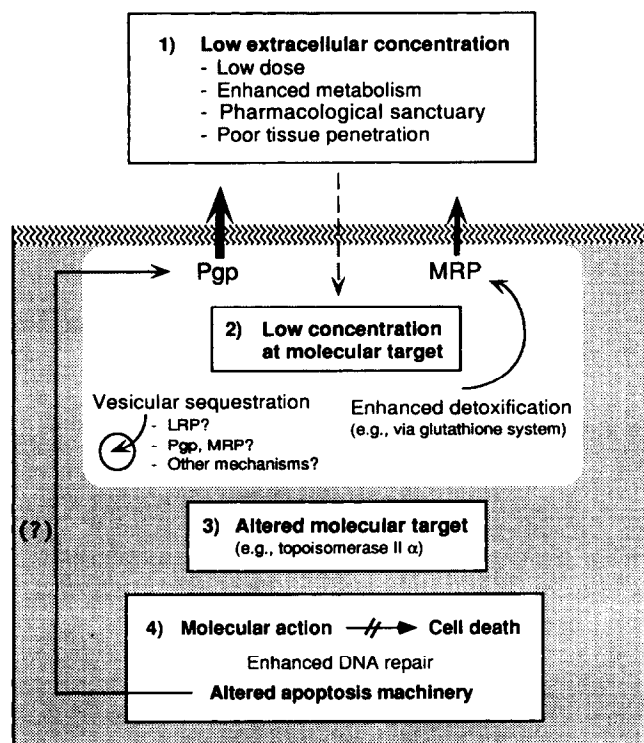 1) Low extracellular concentration
- Low dose
- Enhanced metabolism
- Pharmacological sanctuary
- Poor tissue penetration
Pgp
MRP
2) Low concentration
at molecular target
Vesicular sequestration
- LRP?
- Pgp, MRP?
- Other mechanisms?
Enhanced detoxification
(e.g., via glutathione system)
(?)
3) Altered molecular target
(e.g., topoisomerase II α)
4) Molecular action Cell death
Enhanced DNA repair
Altered apoptosis machinery